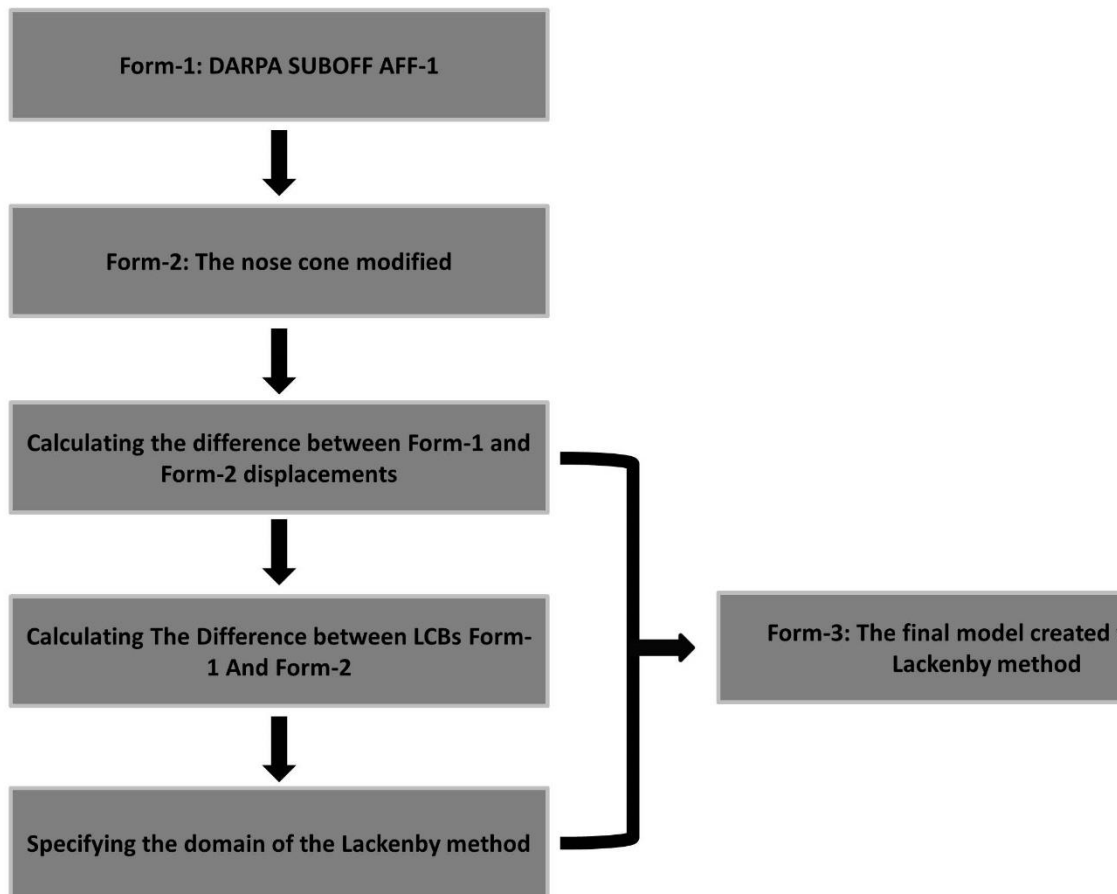 Form-1: DARPA SUBOFF AFF-1
Form-2: The nose cone modified
Calculating the difference between Form-1 and
Form-2 displacements
Calculating The Difference between LCBs Form-
1 And Form-2
Specifying the domain of the Lackenby method
Form-3: The final model created
Lackenby method